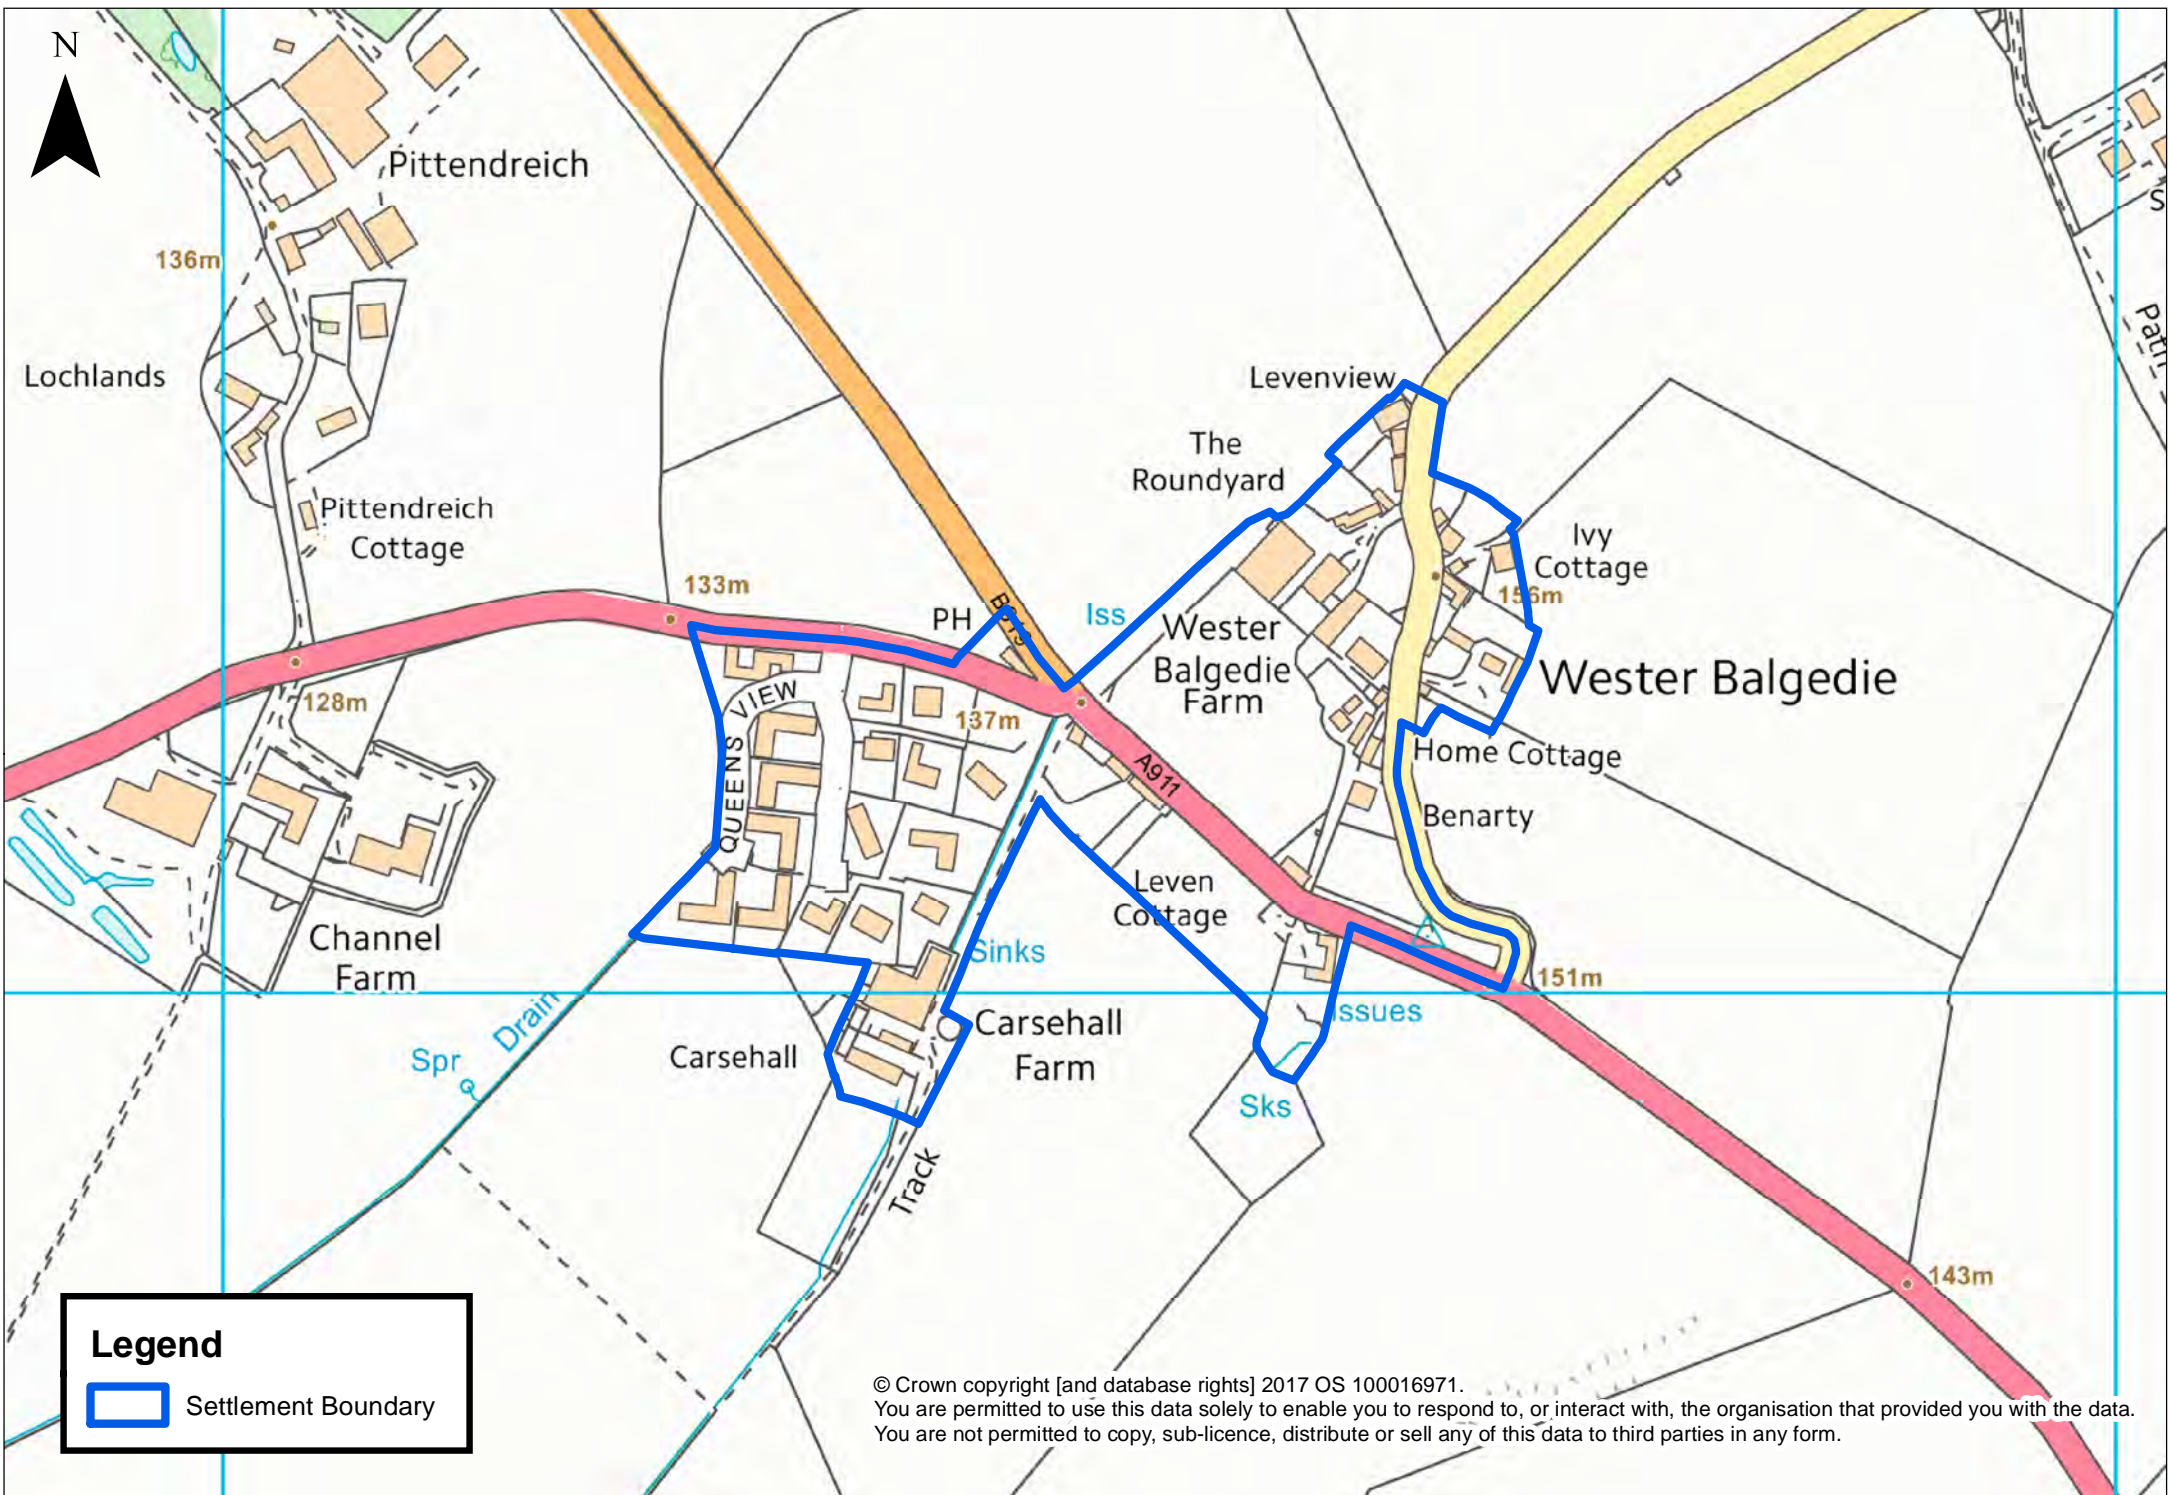 N
Pittendreich
136m
Lochlands
Levenview
The
Roundyard
Path
Pittendreich
Cottage
Ivy
Cottage
133m
156m
PH
B919
Iss
Wester
Balgedie
Farm
Wester Balgedie
128m
QUEENS VIEW
137m
A911
Home Cottage
Benarty
Leven
Cottage
Channel
Farm
Sinks
151m
Drain
Issues
Spr
Carsehall
Carsehall
Farm
Sks
Track
143m
Legend
Settlement Boundary
© Crown copyright [and database rights] 2017 OS 100016971.
You are permitted to use this data solely to enable you to respond to, or interact with, the organisation that provided you with the data.
You are not permitted to copy, sub-licence, distribute or sell any of this data to third parties in any form.